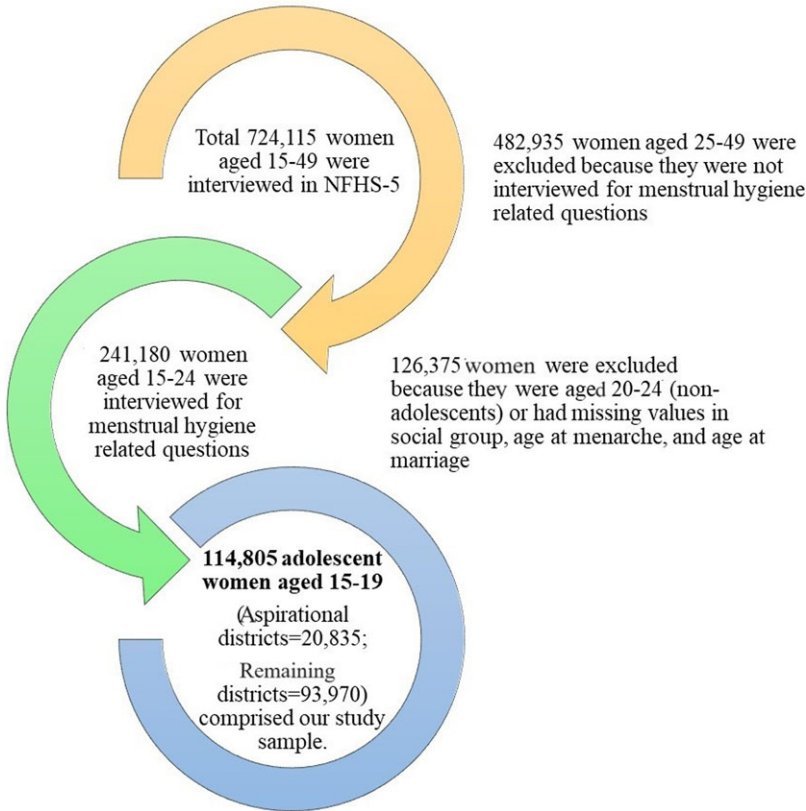 Total 724,115 women
aged 15-49 were
interviewed in NFHS-5
482,935 women aged 25-49 were
excluded because they were not
interviewed for menstrual hygiene
related questions
241,180 women
aged 15-24 were
interviewed for
menstrual hygiene
related questions
126,375 women were excluded
because they were aged 20-24 (non-
adolescents) or had missing values in
social group, age at menarche, and age at
marriage
114,805 adolescent
women aged 15-19
(Aspirational
districts=20,835;
Remaining
districts=93,970)
comprised our study
sample.